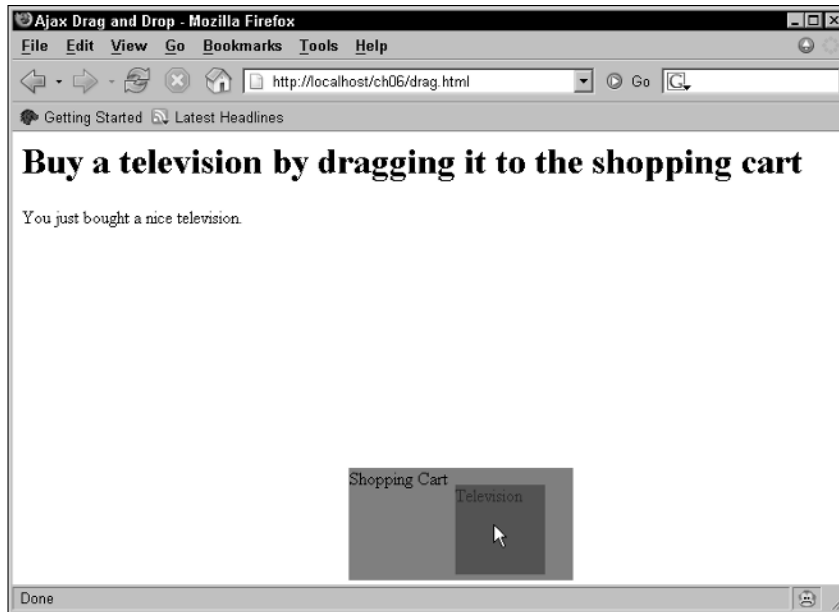 Ajax Drag and Drop - Mozilla Firefox
File Edit View Go Bookmarks Tools Help
http://localhost/ch06/drag.html Go G
Getting Started Latest Headlines
Buy a television by dragging it to the shopping cart
You just bought a nice television.
Shopping Cart
Television
Done